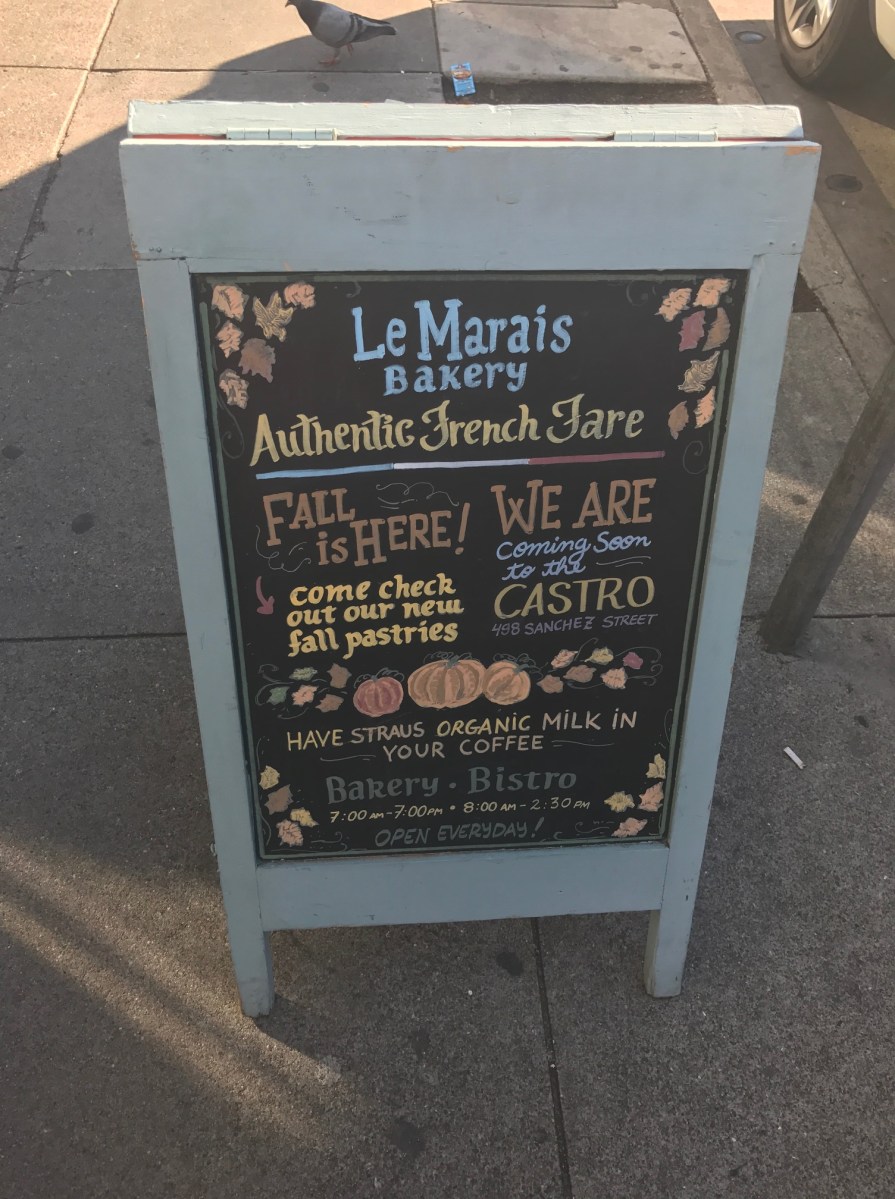 Le Marais
Bakery
Authentic French Fare
FALL
is HERE!
come check
out our new
fall pastries
WE ARE
coming soon
to the
CASTRO
498 SANCHEZ STREET
HAVE STRAUS ORGANIC MILK IN
YOUR COFFEE
Bakery · Bistro
7:00 AM - 7:00 PM • 8:00 AM - 2:30 PM
OPEN EVERYDAY!